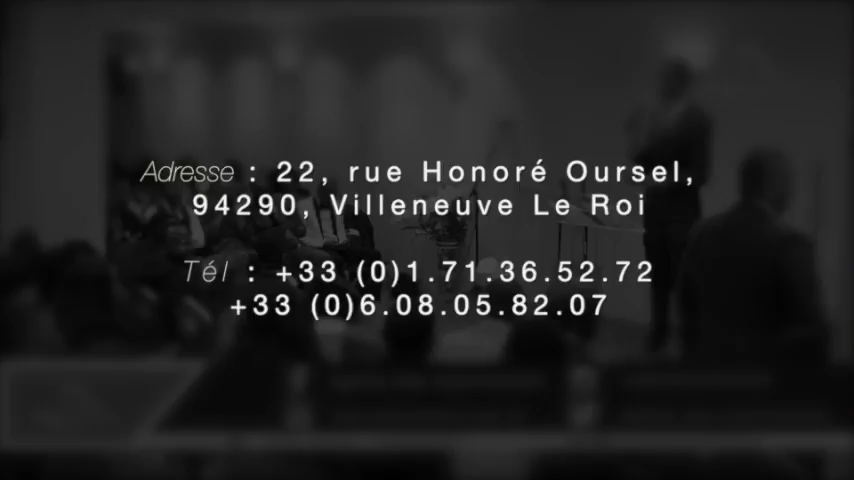 Adresse : 22, rue Honoré Oursel,
94290, Villeneuve Le Roi
Tél : +33 (0)1.71.36.52.72
+33 (0)6.08.05.82.07